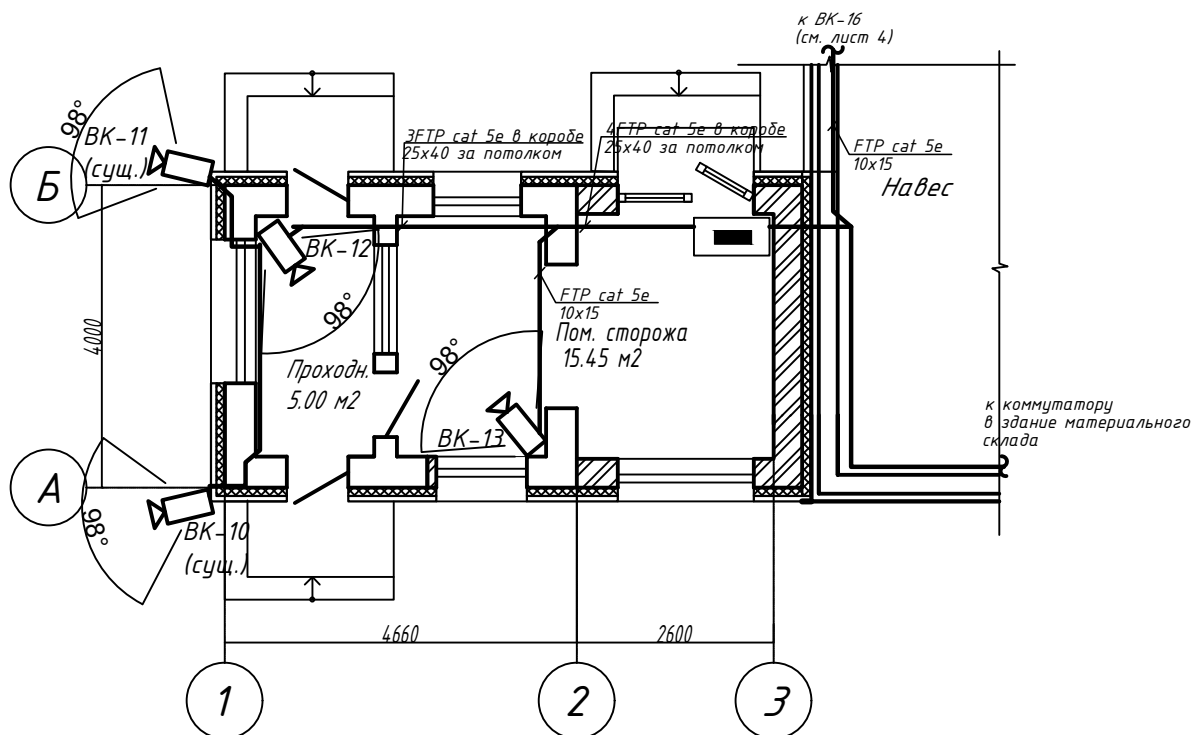 к ВК-16
(см. лист 4)
98°
ВК-11
(сущ.)
3FTP cat 5e в коробе
25х40 за потолком
4FTP cat 5e в коробе
25х40 за потолком
FTP cat 5e
10х15
Навес
Б
ВК-12
98°
FTP cat 5e
10х15
Пом. сторожа
15.45 м2
4000
Проходн.
5.00 м2
98°
ВК-13
к коммутатору
в здание материального
склада
А
98°
ВК-10
(сущ.)
4660
2600
1
2
3